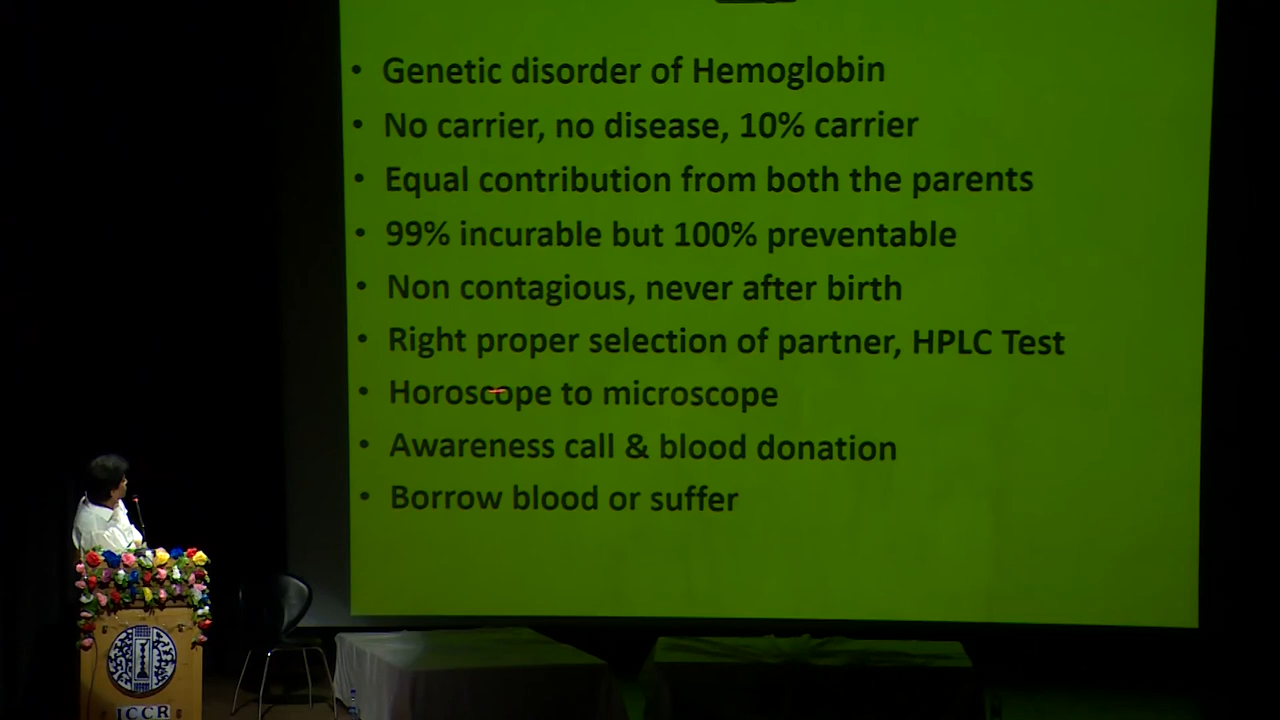 • Genetic disorder of Hemoglobin
• No carrier, no disease, 10% carrier
• Equal contribution from both the parents
• 99% incurable but 100% preventable
• Non contagious, never after birth
• Right proper selection of partner, HPLC Test
• Horoscope to microscope
• Awareness call & blood donation
• Borrow blood or suffer
ICCR